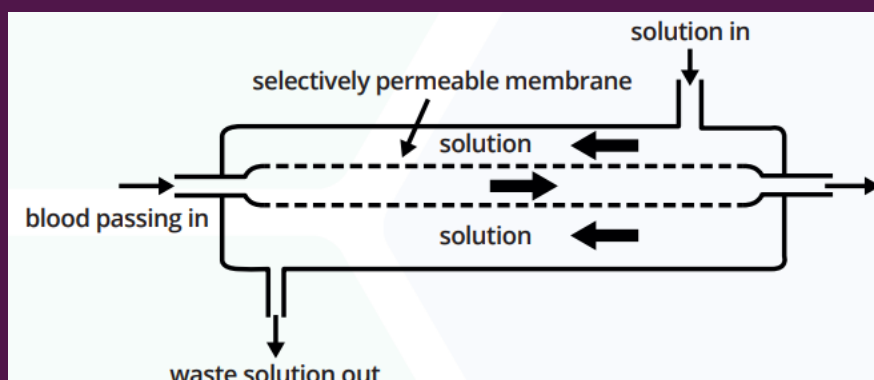 solution in
selectively permeable membrane
solution
blood passing in
solution
waste solution out